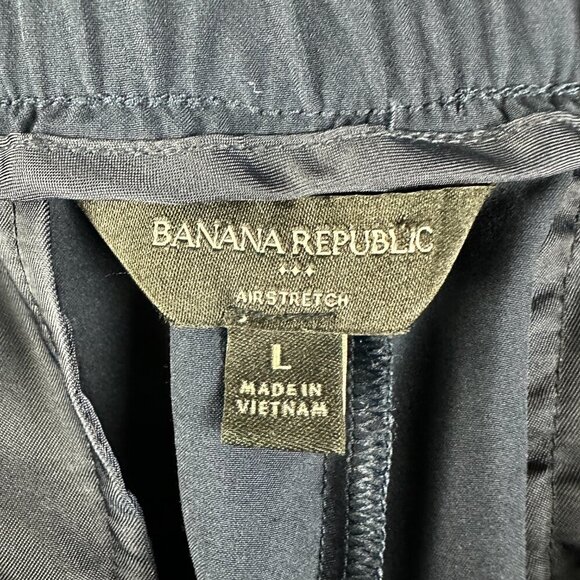 BANANA REPUBLIC
AIRSTRETCH
L
MADE IN
VIETNAM